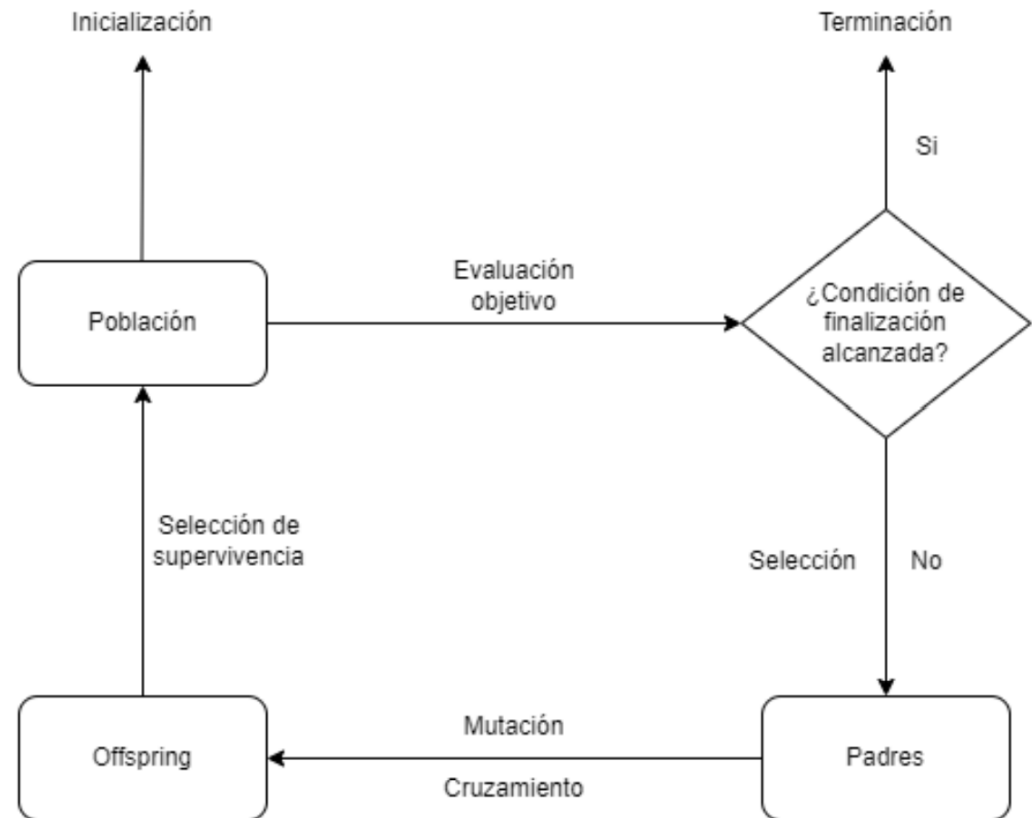 Inicialización
Terminación
Si
Evaluación
objetivo
¿Condición de
finalización
alcanzada?
Población
Selección de
supervivencia
Selección
No
Mutación
Offspring
Padres
Cruzamiento